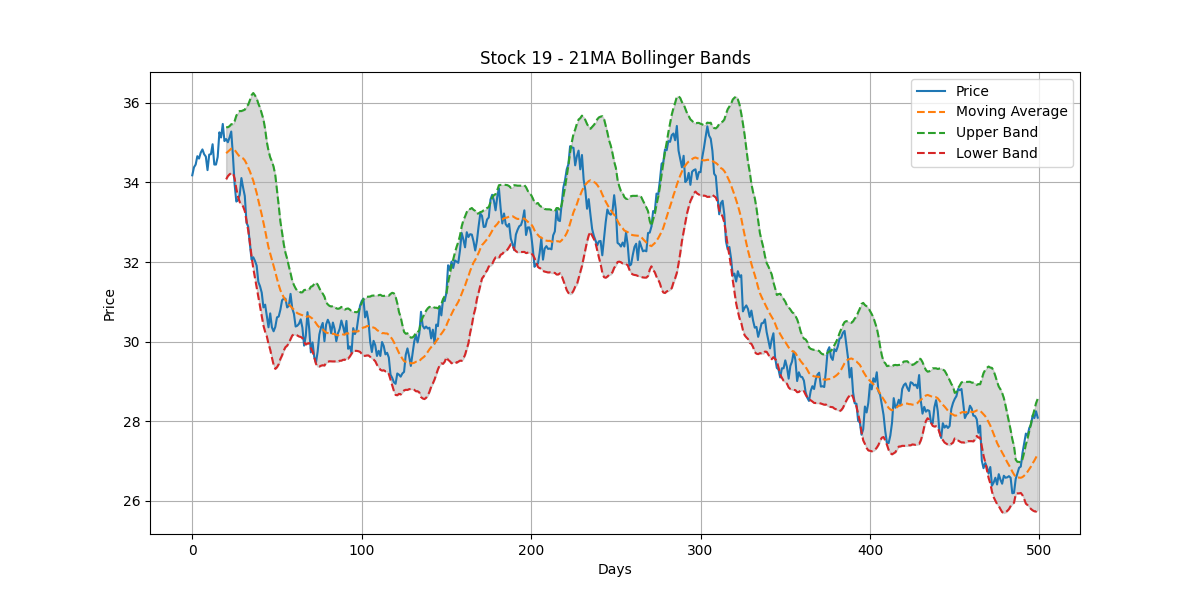 Stock 19 - 21MA Bollinger Bands
Price
Moving Average
Upper Band
Lower Band
36
34
32
30
28
26
Price
0 100 200 300 400 500
Days